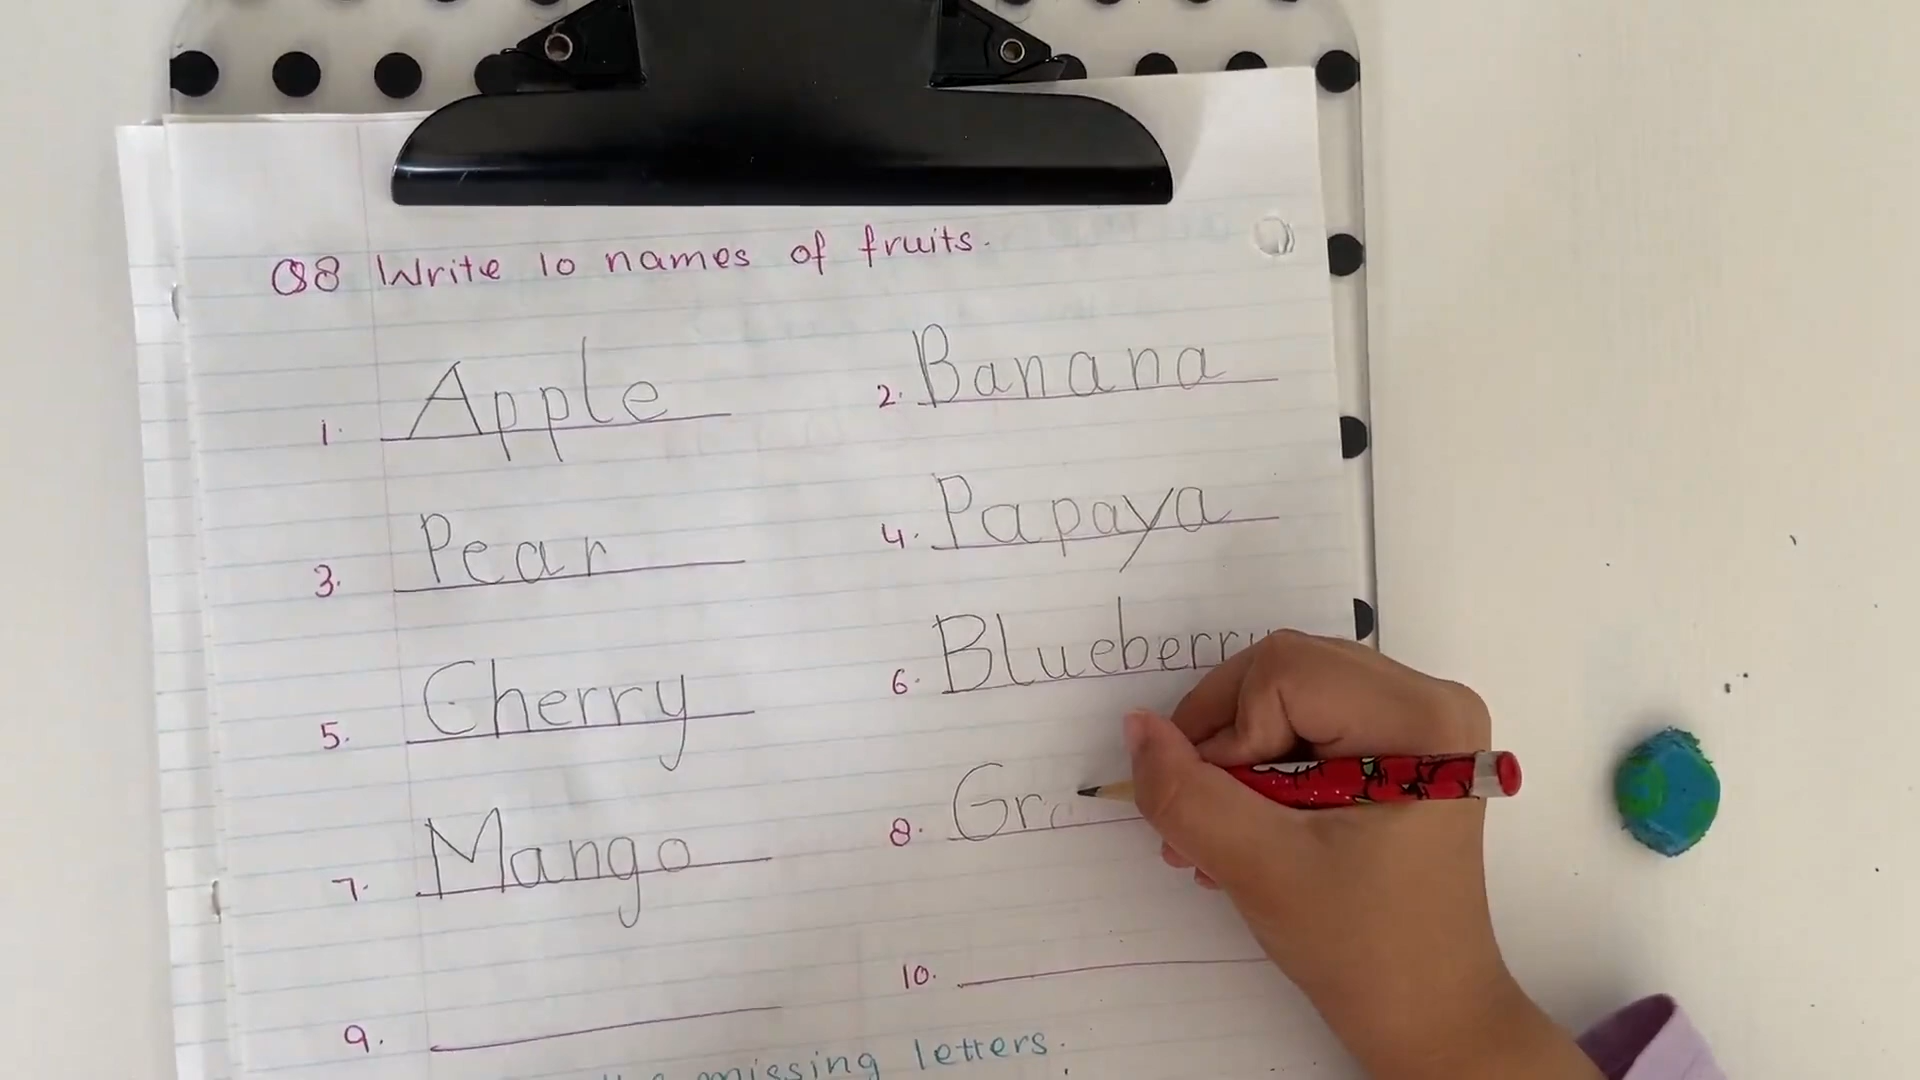 Q8 Write 10 names of fruits.
1. Apple 2. Banana
3. Pear 4. Papaya
5. Cherry 6. Blueberry
7. Mango 8. Gra
9. 10.
missing letters.